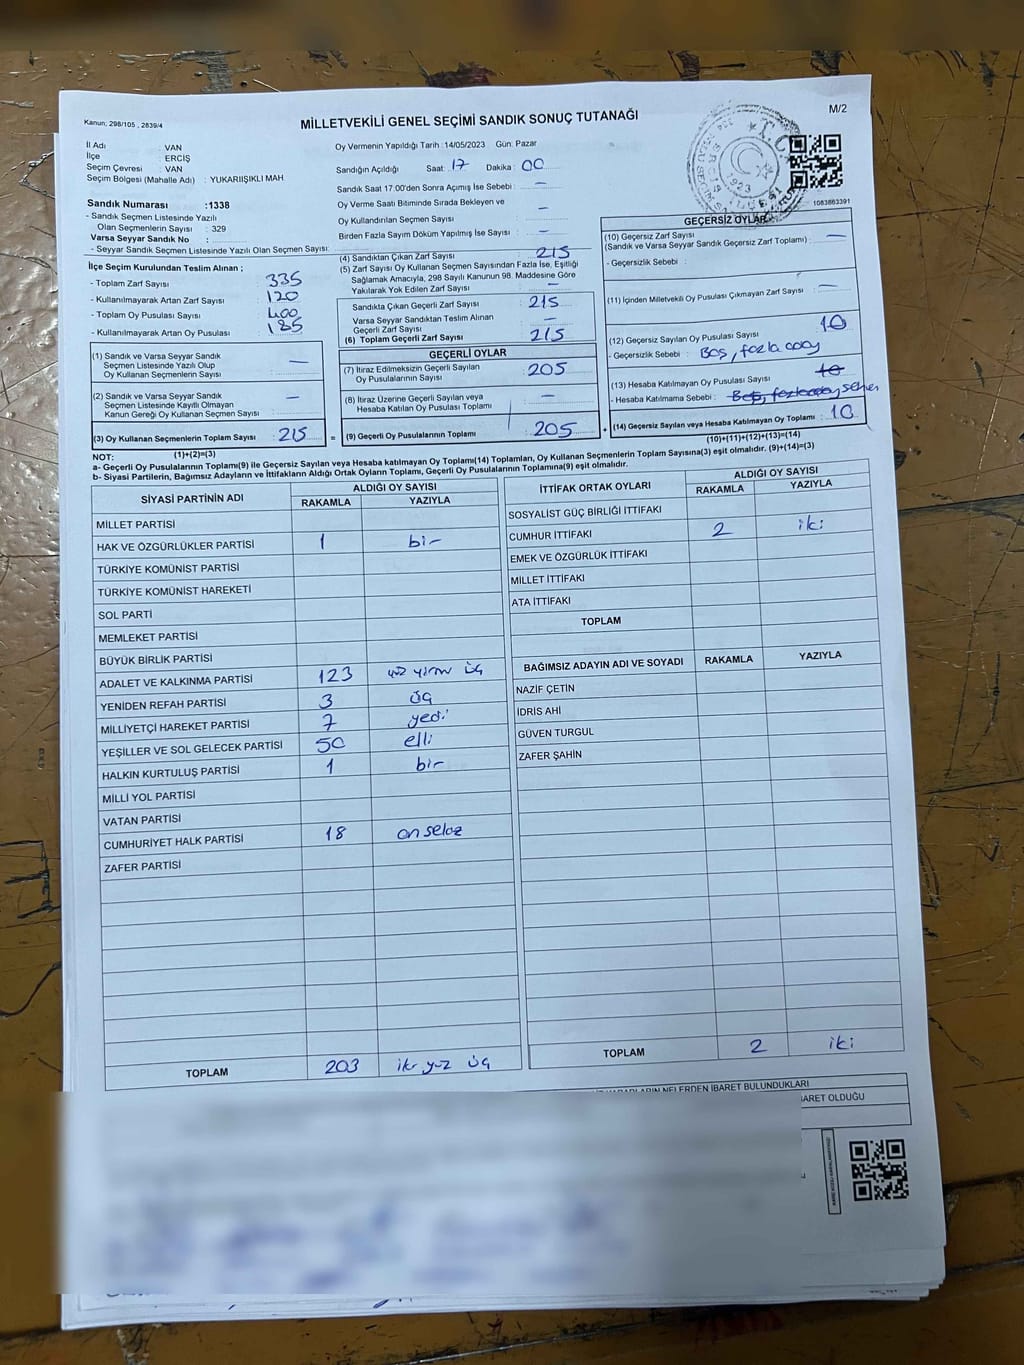 Kanun; 298/105 , 2839/4
MİLLETVEKİLİ GENEL SEÇİMİ SANDIK SONUÇ TUTANAĞI
M/2
İl Adı : VAN
İlçe : ERCİŞ
Seçim Çevresi : VAN
Seçim Bölgesi (Mahalle Adı) : YUKARIIŞIKLI MAH.
Sandık Numarası :1338
- Sandık Seçmen Listesinde Yazılı
Olan Seçmenlerin Sayısı : 329
Varsa Seyyar Sandık No :
- Seyyar Sandık Seçmen Listesinde Yazılı Olan Seçmen Sayısı:
İlçe Seçim Kurulundan Teslim Alınan ;
- Toplam Zarf Sayısı : 335
- Kullanılmayarak Artan Zarf Sayısı : 120
- Toplam Oy Pusulası Sayısı : 400
- Kullanılmayarak Artan Oy Pusulası : 185
(1) Sandık ve Varsa Seyyar Sandık
Seçmen Listesinde Yazılı Olup
Oy Kullanan Seçmenlerin Sayısı : —
(2) Sandık ve Varsa Seyyar Sandık
Seçmen Listesinde Kayıtlı Olmayan
Kanun Gereği Oy Kullanan Seçmen Sayısı : —
(3) Oy Kullanan Seçmenlerin Toplam Sayısı : 215
(1)+(2)=(3)
Oy Vermenin Yapıldığı Tarih :14/05/2023 Gün: Pazar
Sandığın Açıldığı Saat: 17 Dakika : 00
Sandık Saat 17.00'den Sonra Açımış İse Sebebi : —
Oy Verme Saati Bitiminde Sırada Bekleyen ve
Oy Kullandırılan Seçmen Sayısı : —
Birden Fazla Sayım Döküm Yapılmış İse Sayısı : —
(4) Sandıktan Çıkan Zarf Sayısı : 215
(5) Zarf Sayısı Oy Kullanan Seçmen Sayısından Fazla İse, Eşitliği
Sağlamak Amacıyla, 298 Sayılı Kanunun 98. Maddesine Göre
Yakılarak Yok Edilen Zarf Sayısı : —
Sandıkta Çıkan Geçerli Zarf Sayısı : 215
Varsa Seyyar Sandıktan Teslim Alınan
Geçerli Zarf Sayısı : —
(6) Toplam Geçerli Zarf Sayısı : 215
GEÇERLİ OYLAR
(7) İtiraz Edilmeksizin Geçerli Sayılan
Oy Pusulalarının Sayısı : 205
(8) İtiraz Üzerine Geçerli Sayılan veya
Hesaba Katılan Oy Pusulası Toplamı : —
= (9) Geçerli Oy Pusulalarının Toplamı : 205
1083863391
GEÇERSİZ OYLAR
(10) Geçersiz Zarf Sayısı : —
(Sandık ve Varsa Seyyar Sandık Geçersiz Zarf Toplamı) :
- Geçersizlik Sebebi :
(11) İçinden Milletvekili Oy Pusulası Çıkmayan Zarf Sayısı : —
(12) Geçersiz Sayılan Oy Pusulası Sayısı : 10
- Geçersizlik Sebebi : Boş, fazla oy
(13) Hesaba Katılmayan Oy Pusulası Sayısı : 10
- Hesaba Katılmama Sebebi : Boş, fazla oy sehen
+ (14) Geçersiz Sayılan veya Hesaba Katılmayan Oy Toplamı : 10
(10)+(11)+(12)+(13)=(14)
NOT:
a- Geçerli Oy Pusulalarının Toplamı(9) ile Geçersiz Sayılan veya Hesaba katılmayan Oy Toplamı(14) Toplamları, Oy Kullanan Seçmenlerin Toplam Sayısına(3) eşit olmalıdır. (9)+(14)=(3)
b- Siyasi Partilerin, Bağımsız Adayların ve İttifakların Aldığı Ortak Oyların Toplamı, Geçerli Oy Pusulalarının Toplamına(9) eşit olmalıdır.
SİYASİ PARTİNİN ADI ALDIĞI OY SAYISI
RAKAMLA YAZIYLA
MİLLET PARTİSİ
HAK VE ÖZGÜRLÜKLER PARTİSİ 1 bir
TÜRKİYE KOMÜNİST PARTİSİ
TÜRKİYE KOMÜNİST HAREKETİ
SOL PARTİ
MEMLEKET PARTİSİ
BÜYÜK BİRLİK PARTİSİ
ADALET VE KALKINMA PARTİSİ 123 yüz yirmi üç
YENİDEN REFAH PARTİSİ 3 üç
MİLLİYETÇİ HAREKET PARTİSİ 7 yedi
YEŞİLLER VE SOL GELECEK PARTİSİ 50 elli
HALKIN KURTULUŞ PARTİSİ 1 bir
MİLLİ YOL PARTİSİ
VATAN PARTİSİ
CUMHURİYET HALK PARTİSİ 18 on sekiz
ZAFER PARTİSİ
TOPLAM 203 iki yüz üç
İTTİFAK ORTAK OYLARI ALDIĞI OY SAYISI
RAKAMLA YAZIYLA
SOSYALİST GÜÇ BİRLİĞİ İTTİFAKI
CUMHUR İTTİFAKI 2 iki
EMEK VE ÖZGÜRLÜK İTTİFAKI
MİLLET İTTİFAKI
ATA İTTİFAKI
TOPLAM
BAĞIMSIZ ADAYIN ADI VE SOYADI RAKAMLA YAZIYLA
NAZİF ÇETİN
İDRİS AHİ
GÜVEN TURGUL
ZAFER ŞAHİN
TOPLAM 2 iki
KARARLARIN NELERDEN İBARET BULUNDUKLARI
İBARET OLDUĞU